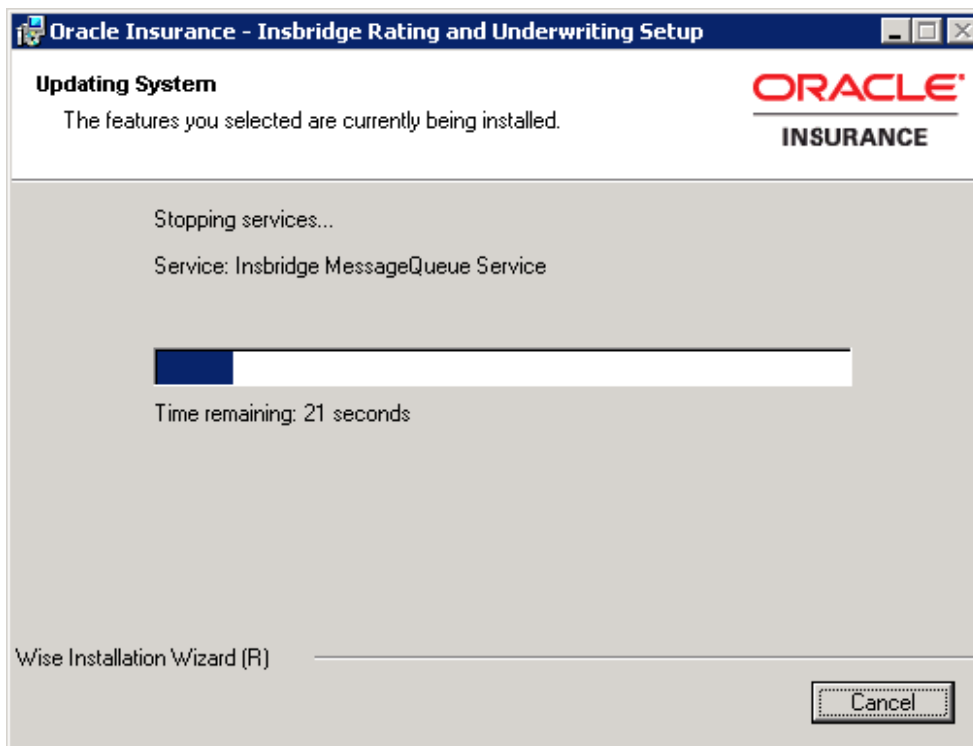 Oracle Insurance - Insbridge Rating and Underwriting Setup
Updating System
The features you selected are currently being installed.
ORACLE
INSURANCE
Stopping services...
Service: Insbridge MessageQueue Service
Time remaining: 21 seconds
Wise Installation Wizard (R)
Cancel